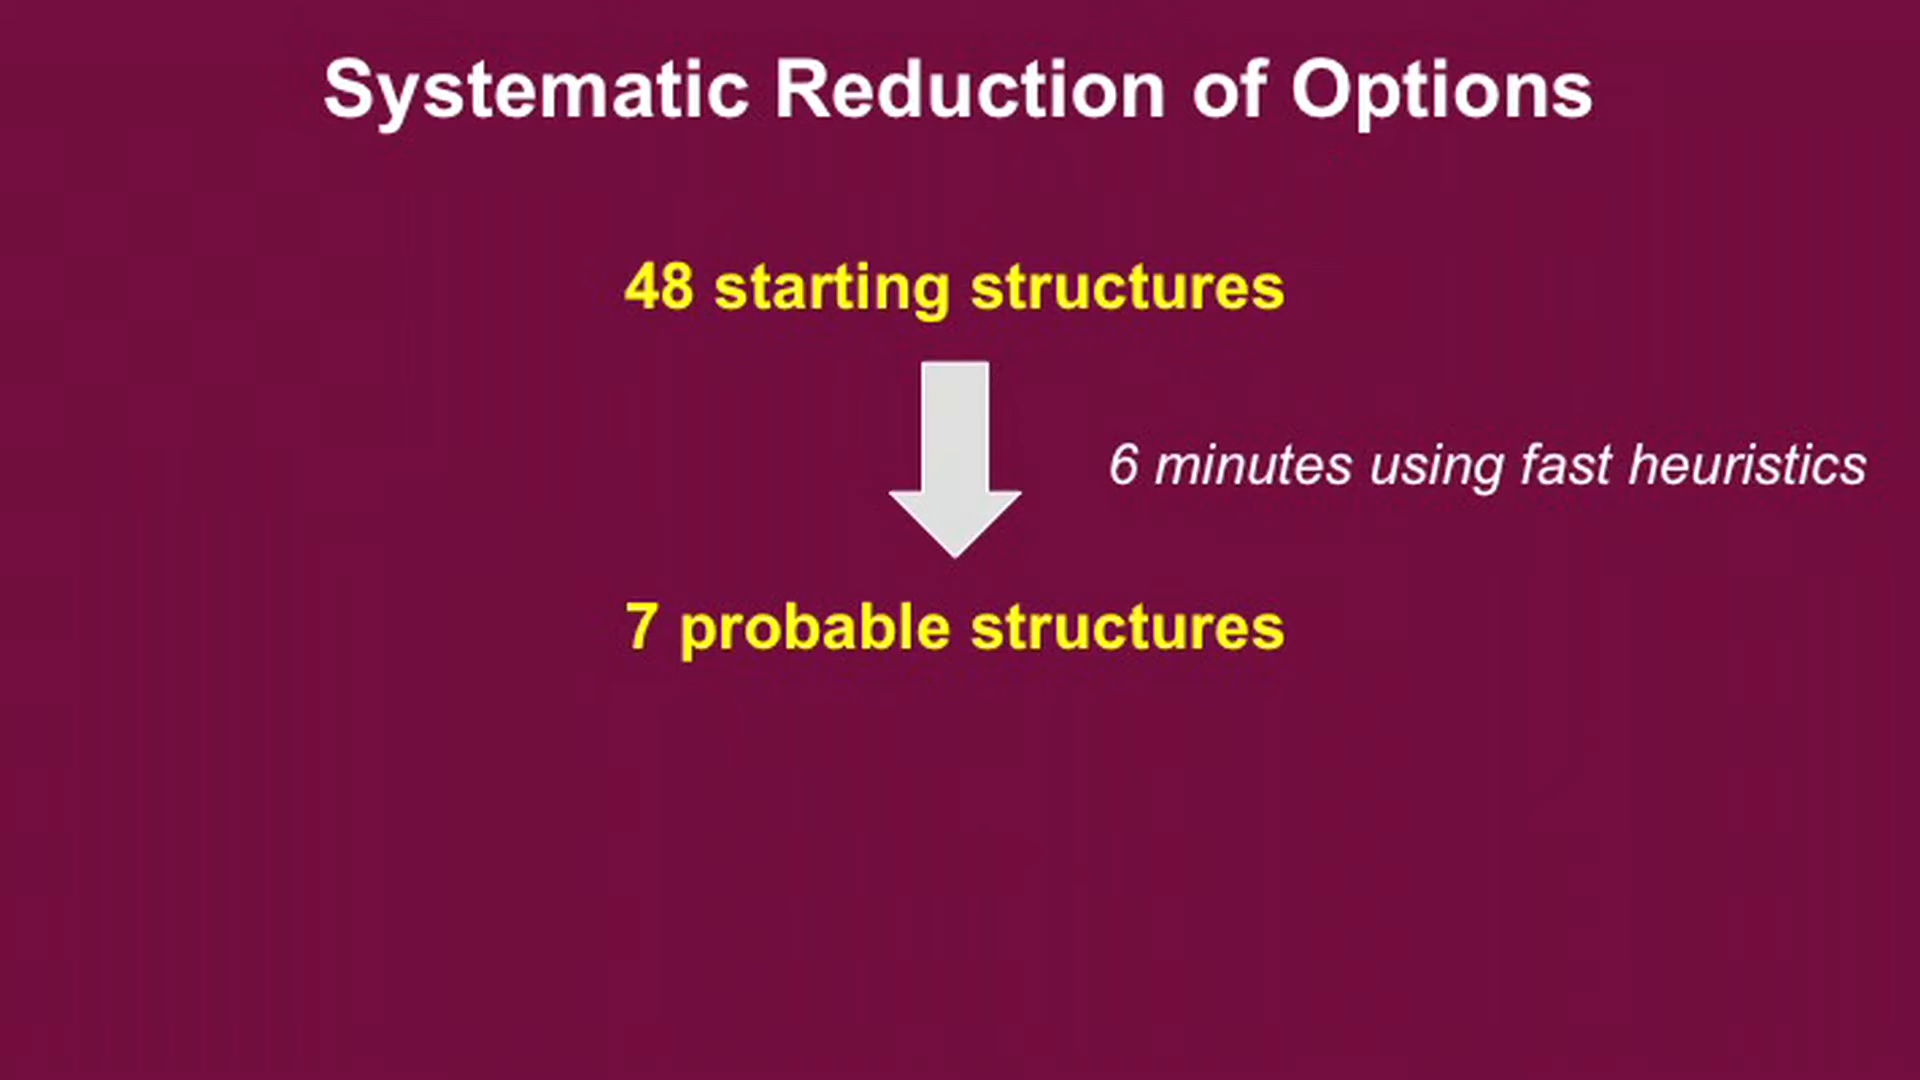 Systematic Reduction of Options
48 starting structures
6 minutes using fast heuristics
7 probable structures